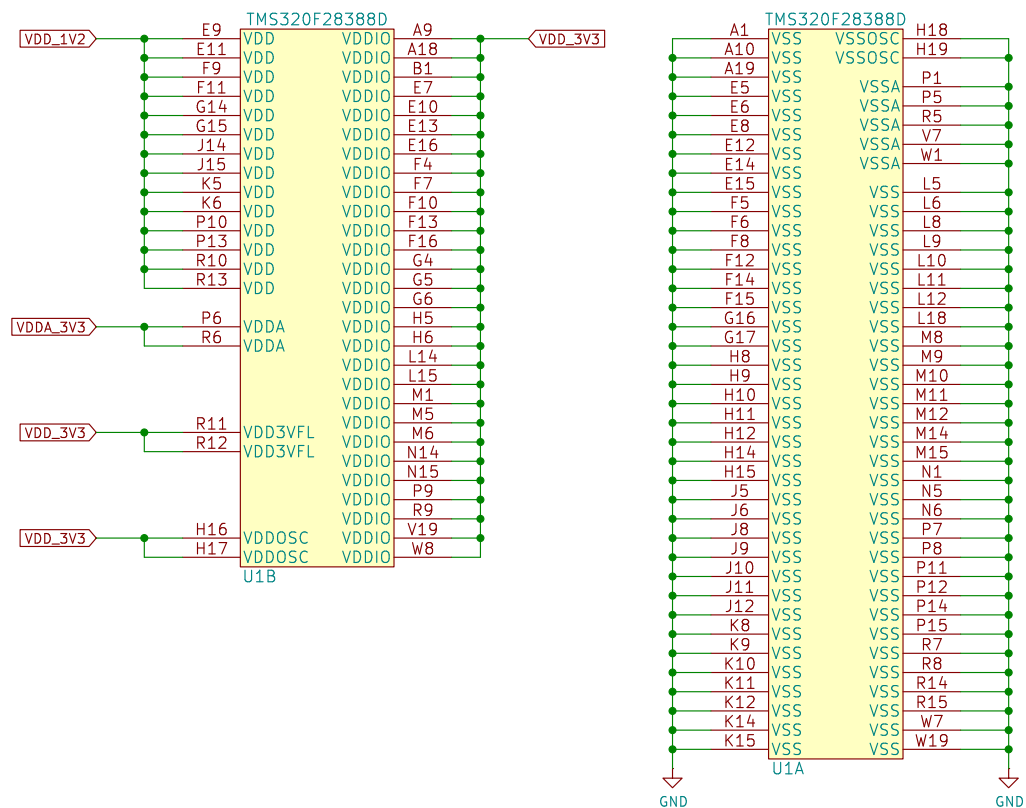 TMS320F28388D
VDD_1V2 E9 VDD VDDIO A9 VDD_3V3
E11 VDD VDDIO A18
F9 VDD VDDIO B1
F11 VDD VDDIO E7
G14 VDD VDDIO E10
G15 VDD VDDIO E13
J14 VDD VDDIO E16
J15 VDD VDDIO F4
K5 VDD VDDIO F7
K6 VDD VDDIO F10
P10 VDD VDDIO F13
P13 VDD VDDIO F16
R10 VDD VDDIO G4
R13 VDD VDDIO G5
VDDIO G6
VDDA_3V3 P6 VDDA VDDIO H5
R6 VDDA VDDIO H6
VDDIO L14
VDDIO L15
VDDIO M1
VDDIO M5
VDD_3V3 R11 VDD3VFL
VDDIO M6
R12 VDD3VFL
VDDIO N14
VDDIO N15
VDDIO P9
VDDIO R9
VDD_3V3 H16 VDDOSC VDDIO V19
H17 VDDOSC VDDIO W8
U1B
TMS320F28388D
A1 VSS VSSOSC H18
A10 VSS VSSOSC H19
A19 VSS
VSSA P1
E5 VSS
VSSA P5
E6 VSS
VSSA R5
E8 VSS
VSSA V7
E12 VSS
VSSA W1
E14 VSS
E15 VSS VSS L5
F5 VSS VSS L6
F6 VSS VSS L8
F8 VSS VSS L9
F12 VSS VSS L10
F14 VSS VSS L11
F15 VSS VSS L12
G16 VSS VSS L18
G17 VSS VSS M8
H8 VSS VSS M9
H9 VSS VSS M10
H10 VSS VSS M11
H11 VSS VSS M12
H12 VSS VSS M14
H14 VSS VSS M15
H15 VSS VSS N1
J5 VSS VSS N5
J6 VSS VSS N6
J8 VSS VSS P7
J9 VSS VSS P8
J10 VSS VSS P11
J11 VSS VSS P12
J12 VSS VSS P14
K8 VSS VSS P15
K9 VSS VSS R7
K10 VSS VSS R8
K11 VSS VSS R14
K12 VSS VSS R15
K14 VSS VSS W7
K15 VSS VSS W19
U1A
GND GND